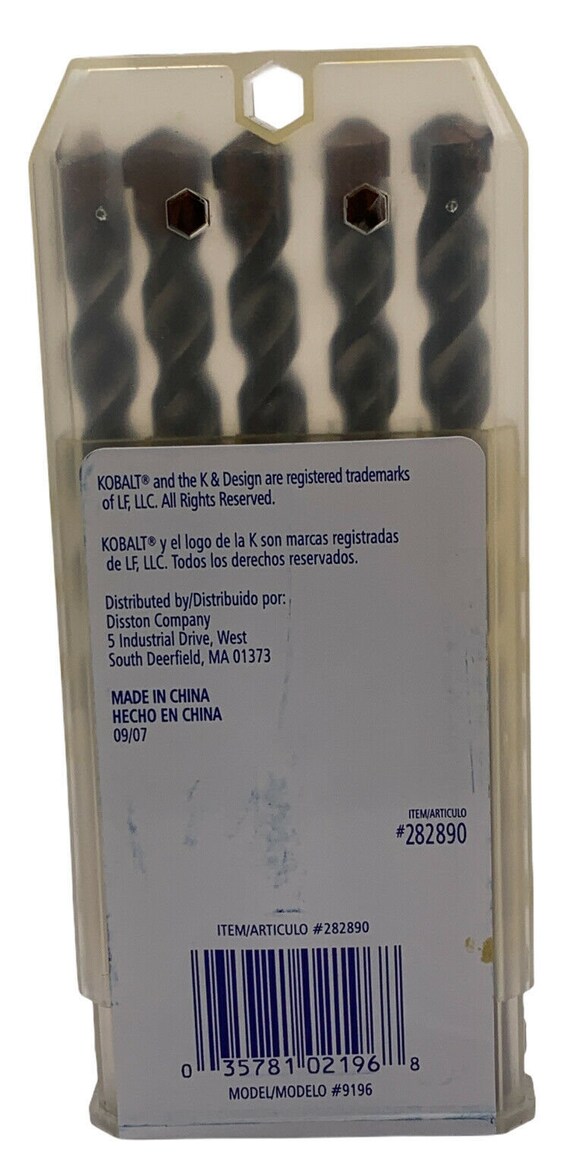 KOBALT® and the K & Design are registered trademarks
of LF, LLC. All Rights Reserved.
KOBALT® y el logo de la K son marcas registradas
de LF, LLC. Todos los derechos reservados.
Distributed by/Distribuido por:
Disston Company
5 Industrial Drive, West
South Deerfield, MA 01373
MADE IN CHINA
HECHO EN CHINA
09/07
ITEM/ARTICULO
#282890
ITEM/ARTICULO #282890
0 35781 02196 8
MODEL/MODELO #9196